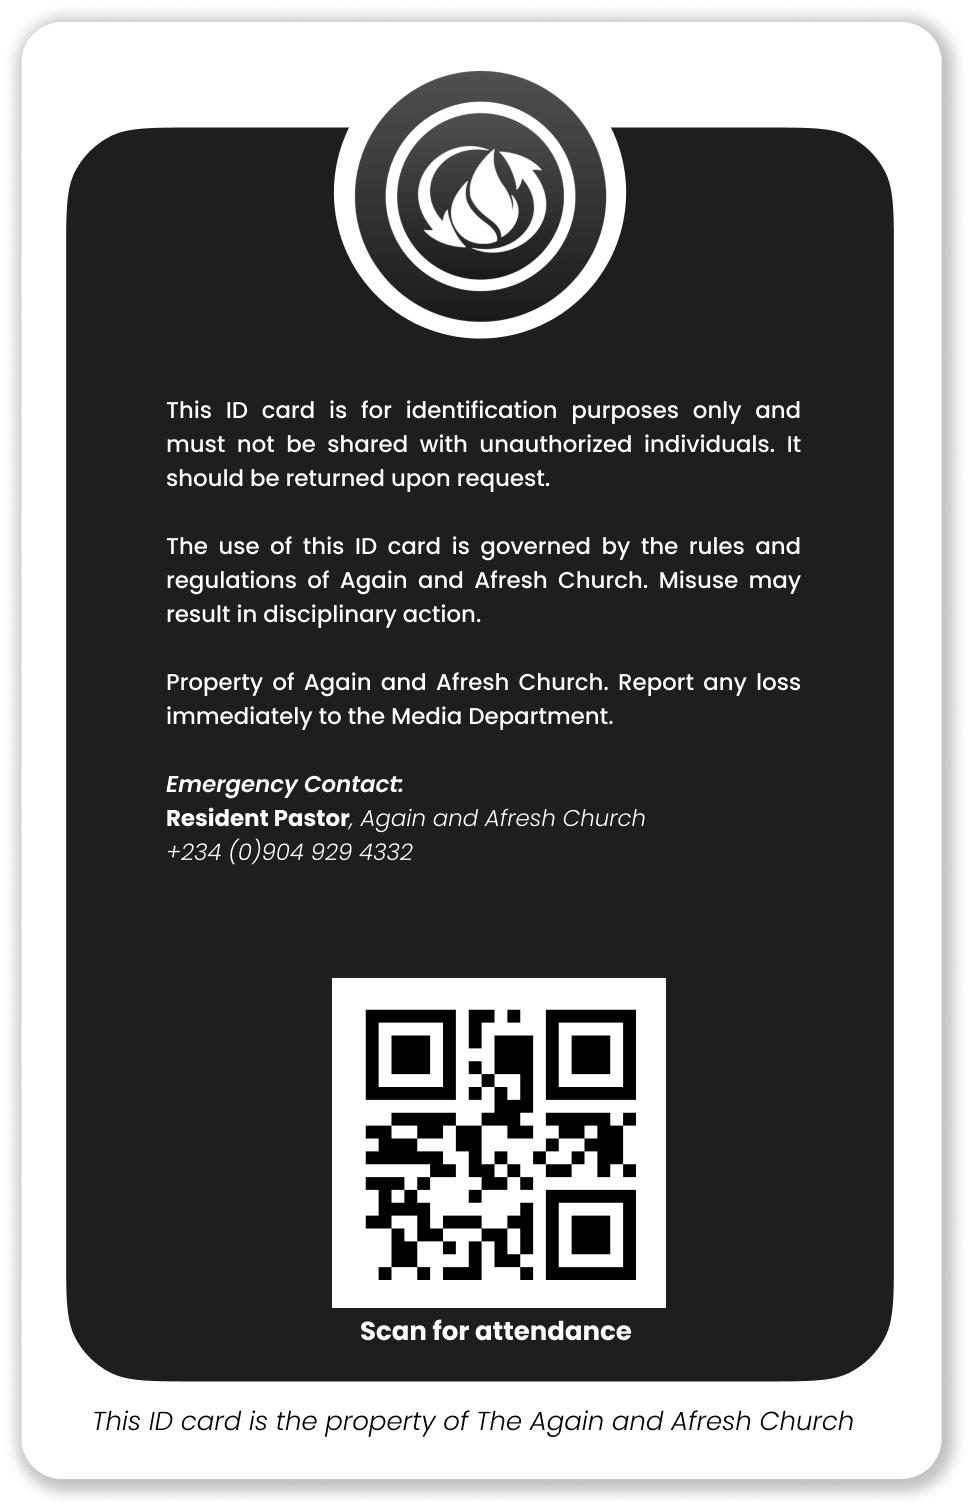 This ID card is for identification purposes only and
must not be shared with unauthorized individuals. It
should be returned upon request.
The use of this ID card is governed by the rules and
regulations of Again and Afresh Church. Misuse may
result in disciplinary action.
Property of Again and Afresh Church. Report any loss
immediately to the Media Department.
Emergency Contact:
Resident Pastor, Again and Afresh Church
+234 (0)904 929 4332
Scan for attendance
This ID card is the property of The Again and Afresh Church